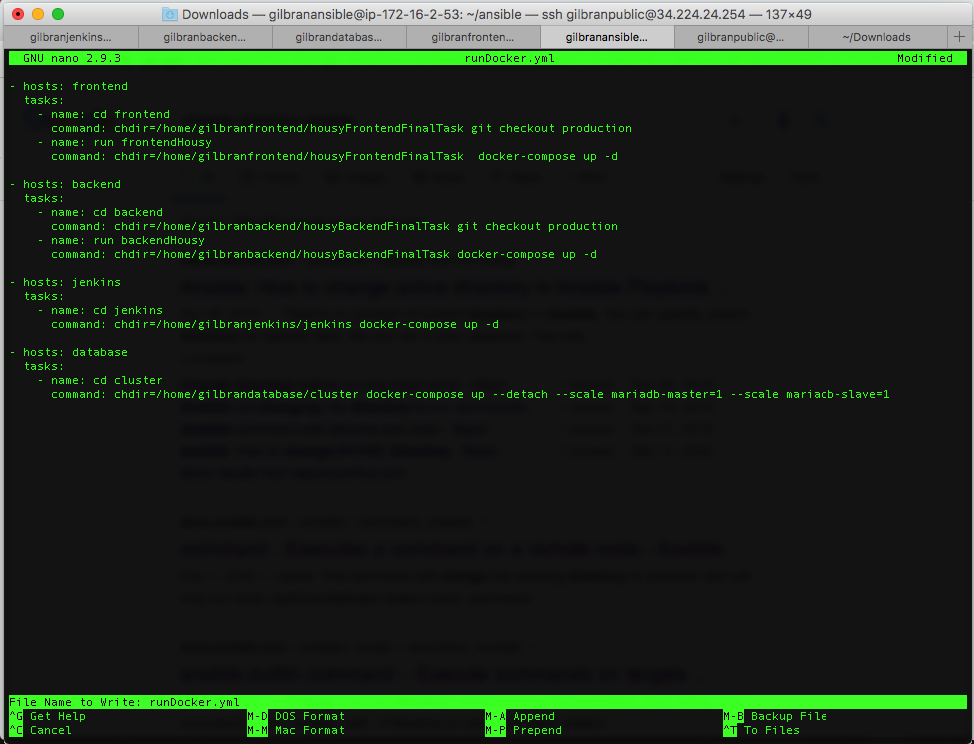 Downloads — gilbranansible@ip-172-16-2-53: ~/ansible — ssh gilbranpublic@34.224.24.254 — 137×49
gilbranjenkins... gilbranbacken... gilbrandatabas... gilbranfronten... gilbranansible... gilbranpublic@... ~/Downloads +
GNU nano 2.9.3 runDocker.yml Modified
- hosts: frontend
tasks:
- name: cd frontend
command: chdir=/home/gilbranfrontend/housyFrontendFinalTask git checkout production
- name: run frontendHousy
command: chdir=/home/gilbranfrontend/housyFrontendFinalTask  docker-compose up -d
- hosts: backend
tasks:
- name: cd backend
command: chdir=/home/gilbranbackend/housyBackendFinalTask git checkout production
- name: run backendHousy
command: chdir=/home/gilbranbackend/housyBackendFinalTask docker-compose up -d
- hosts: jenkins
tasks:
- name: cd jenkins
command: chdir=/home/gilbranjenkins/jenkins docker-compose up -d
- hosts: database
tasks:
- name: cd cluster
command: chdir=/home/gilbrandatabase/cluster docker-compose up --detach --scale mariadb-master=1 --scale mariacb-slave=1
File Name to Write: runDocker.yml
^G Get Help M-D DOS Format M-A Append M-B Backup File
^C Cancel M-M Mac Format M-P Prepend ^T To Files